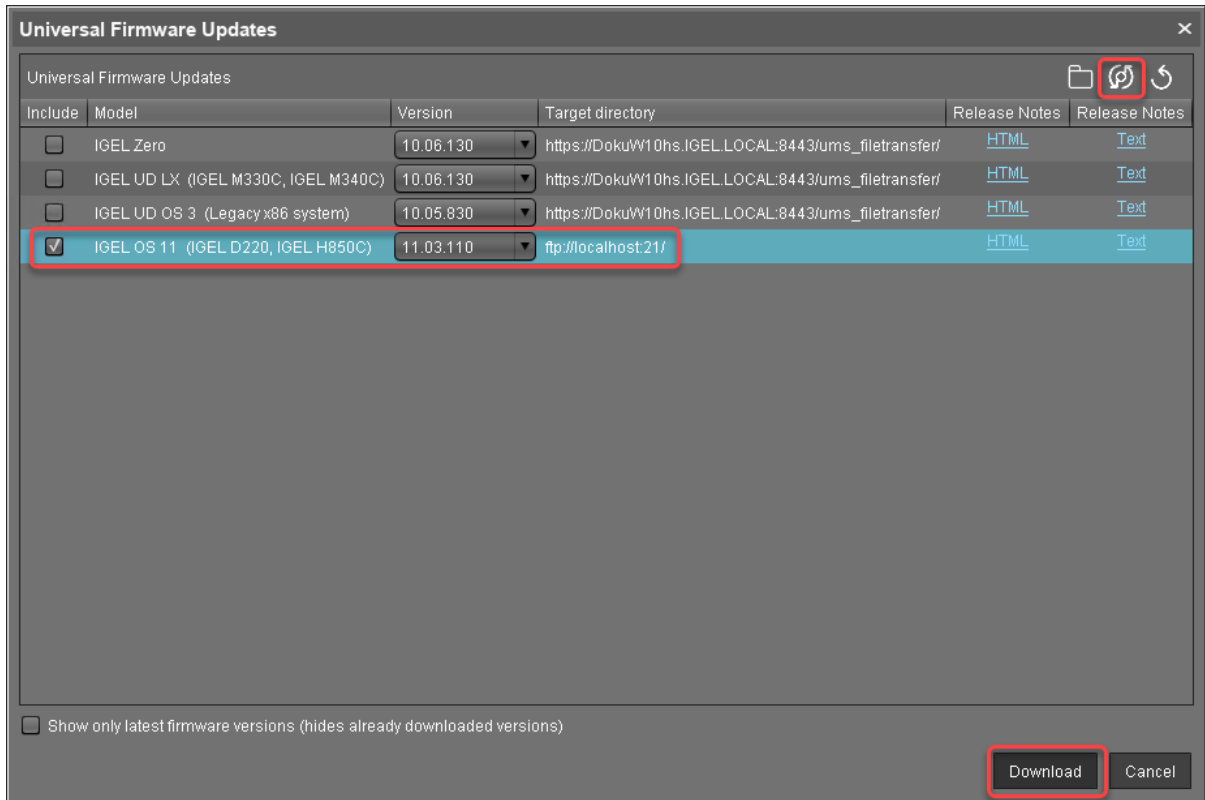 Universal Firmware Updates
Universal Firmware Updates
Include Model Version Target directory Release Notes Release Notes
IGEL Zero 10.06.130 https://DokuW10hs.IGEL.LOCAL:8443/ums_filetransfer/ HTML Text
IGEL UD LX (IGEL M330C, IGEL M340C) 10.06.130 https://DokuW10hs.IGEL.LOCAL:8443/ums_filetransfer/ HTML Text
IGEL UD OS 3 (Legacy x86 system) 10.05.830 https://DokuW10hs.IGEL.LOCAL:8443/ums_filetransfer/ HTML Text
IGEL OS 11 (IGEL D220, IGEL H850C) 11.03.110 ftp://localhost:21/ HTML Text
Show only latest firmware versions (hides already downloaded versions)
Download Cancel